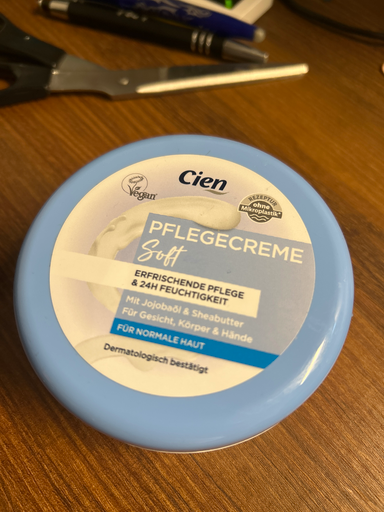 Cien
Vegan
REZEPTUR
ohne
Mikroplastik*
PFLEGECREME
Soft
ERFRISCHENDE PFLEGE
& 24H FEUCHTIGKEIT
Mit Jojobaöl & Sheabutter
Für Gesicht, Körper & Hände
FÜR NORMALE HAUT
Dermatologisch bestätigt